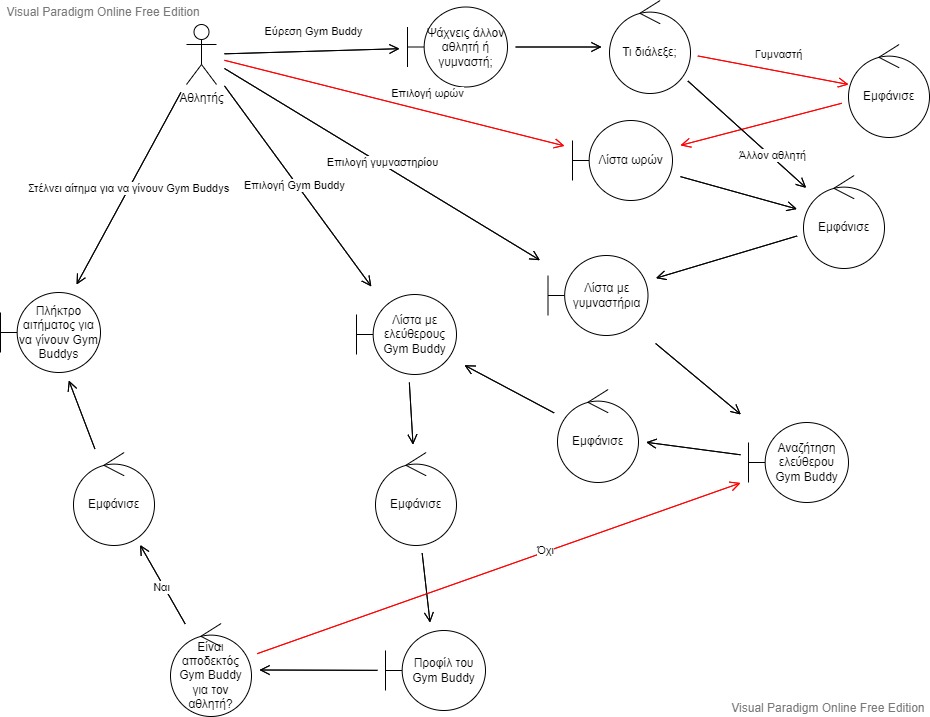 Visual Paradigm Online Free Edition
Αθλητής
Εύρεση Gym Buddy
Ψάχνεις άλλον
αθλητή ή
γυμναστή;
Τι διάλεξε;
Γυμναστή
Εμφάνισε
Επιλογή ωρών
Λίστα ωρών
Άλλον αθλητή
Επιλογή γυμναστηρίου
Στέλνει αίτημα για να γίνουν Gym Buddys
Επιλογή Gym Buddy
Εμφάνισε
Λίστα με
γυμναστήρια
Πλήκτρο
αιτήματος για
να γίνουν Gym
Buddys
Λίστα με
ελεύθερους
Gym Buddy
Εμφάνισε
Αναζήτηση
ελεύθερου
Gym Buddy
Εμφάνισε
Εμφάνισε
Όχι
Ναι
Είναι
αποδεκτός
Gym Buddy
για τον
αθλητή?
Προφίλ του
Gym Buddy
Visual Paradigm Online Free Edition